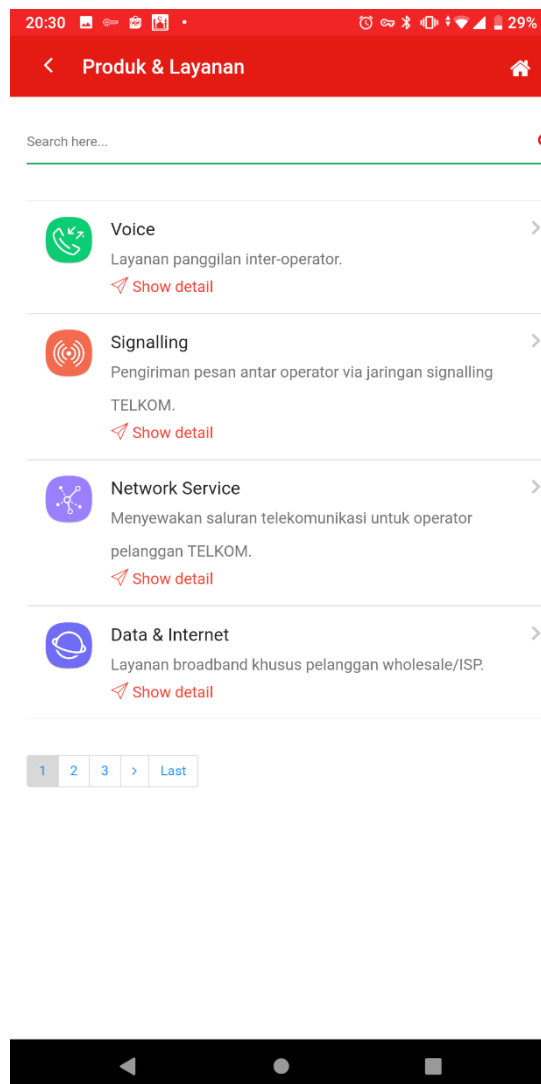 20:30
29%
Produk & Layanan
Search here...
Voice
Layanan panggilan inter-operator.
Show detail
Signalling
Pengiriman pesan antar operator via jaringan signalling
TELKOM.
Show detail
Network Service
Menyewakan saluran telekomunikasi untuk operator
pelanggan TELKOM.
Show detail
Data & Internet
Layanan broadband khusus pelanggan wholesale/ISP.
Show detail
1 2 3 > Last